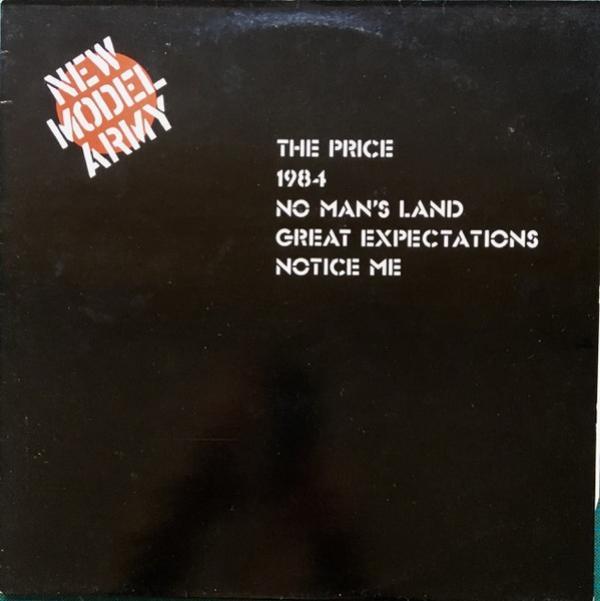 NEW
MODEL
ARMY
THE PRICE
1984
NO MAN'S LAND
GREAT EXPECTATIONS
NOTICE ME